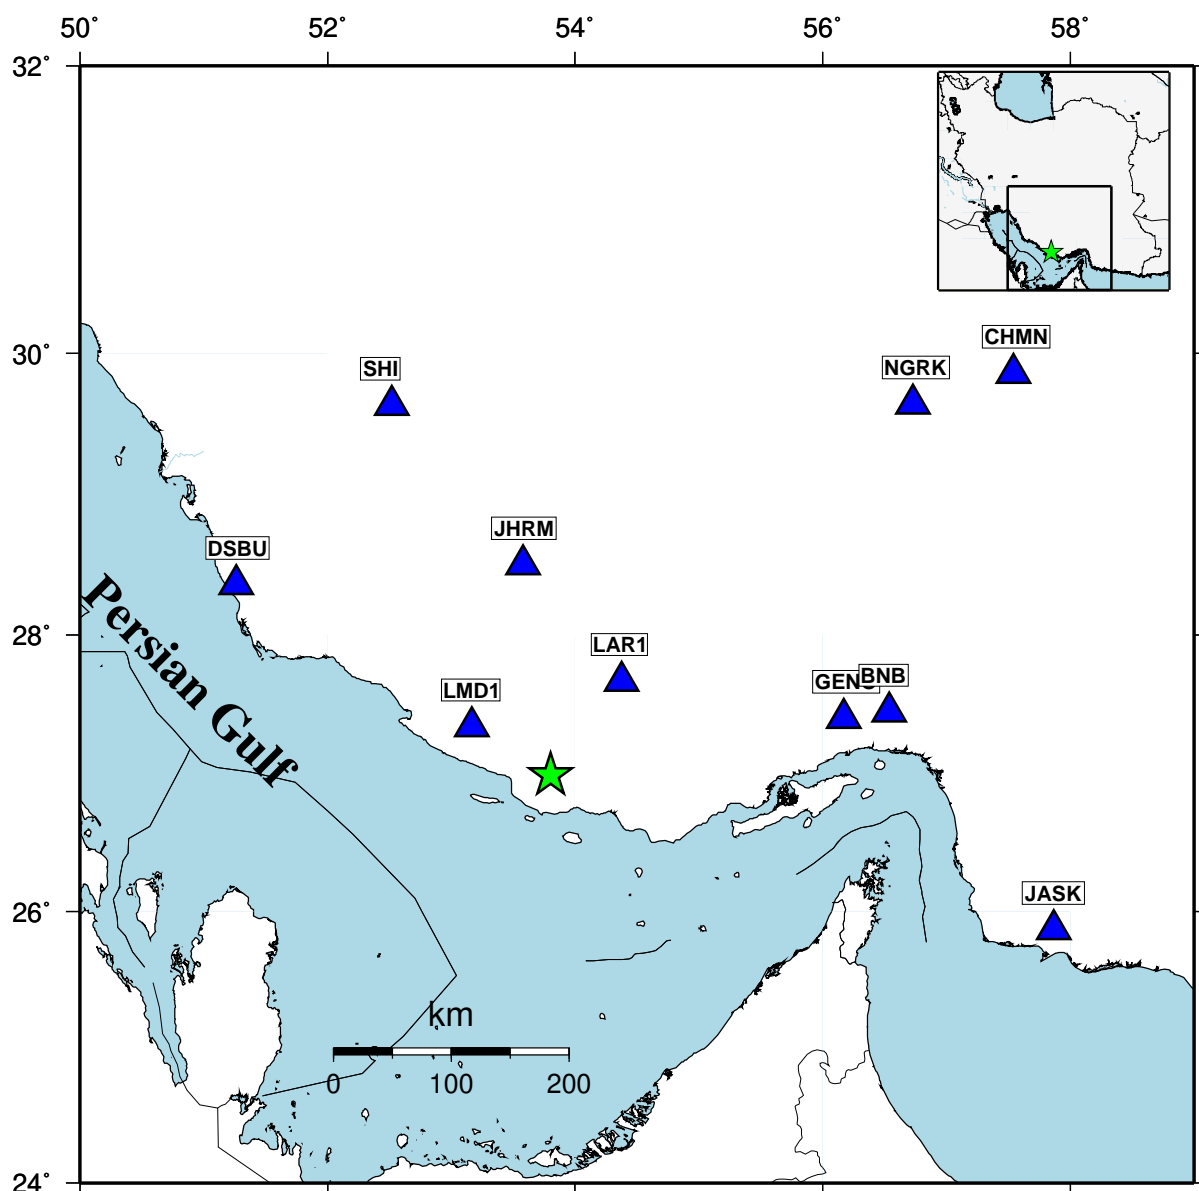 50˚ 52˚ 54˚ 56˚ 58˚
32˚
CHMN
30˚
SHI
NGRK
JHRM
DSBU
28˚
LAR1
BNB
LMD1
Persian Gulf
26˚
JASK
km
0 100 200
24˚